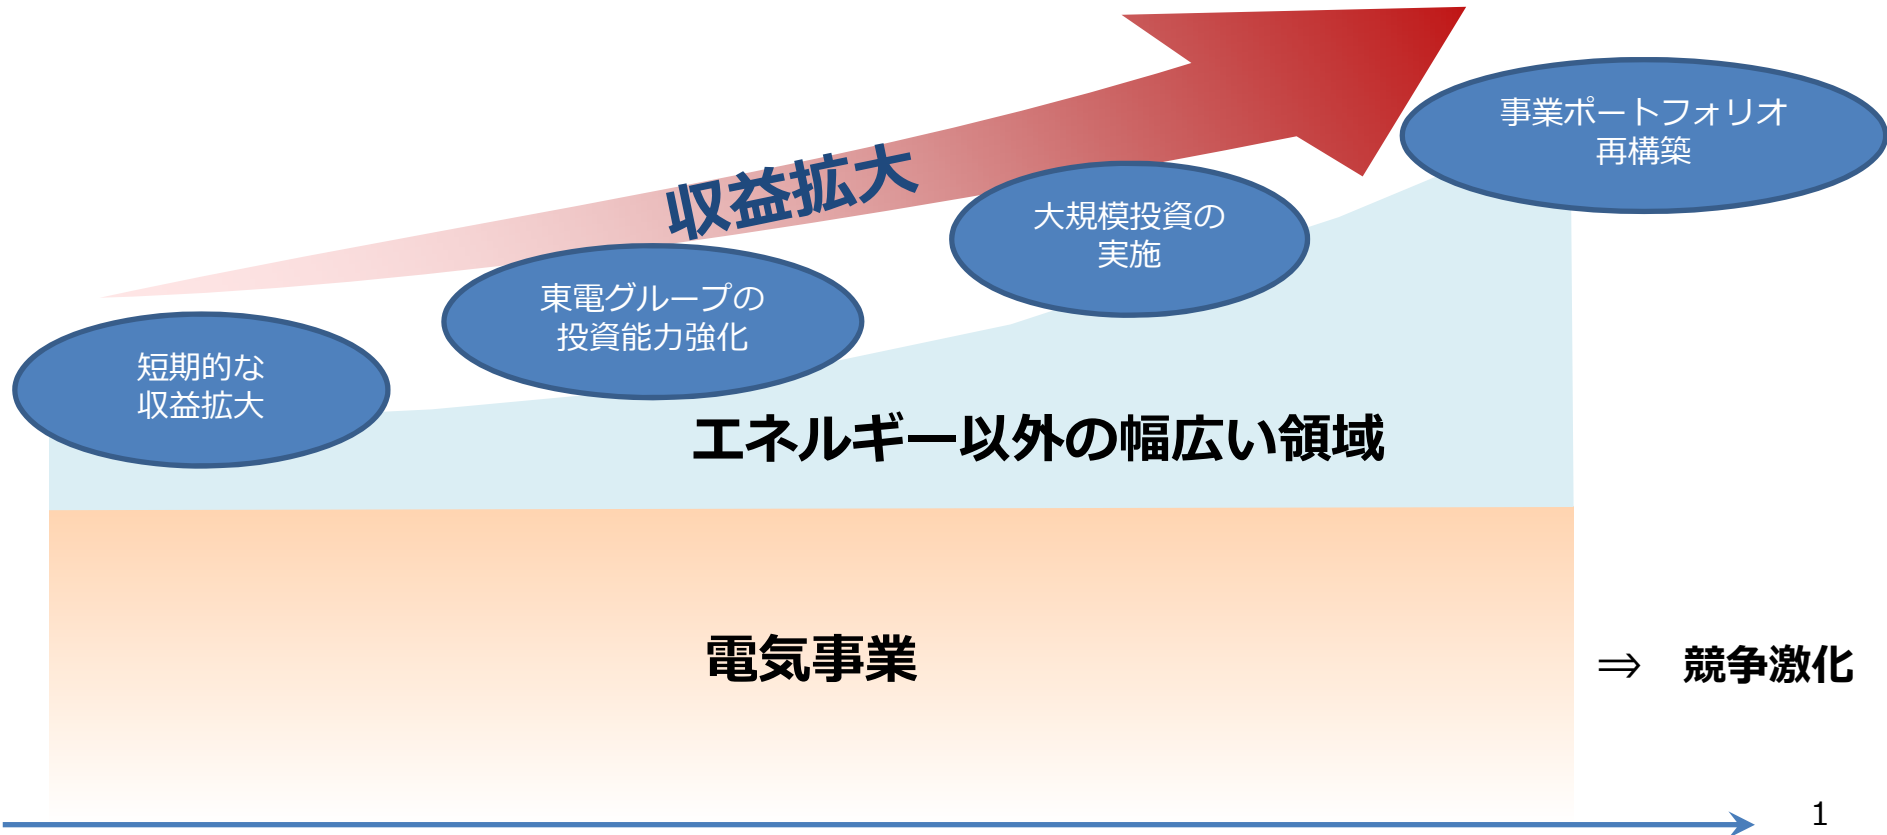 収益拡大
事業ポートフォリオ
再構築
大規模投資の
実施
東電グループの
投資能力強化
短期的な
収益拡大
エネルギー以外の幅広い領域
電気事業
⇒ 競争激化
1